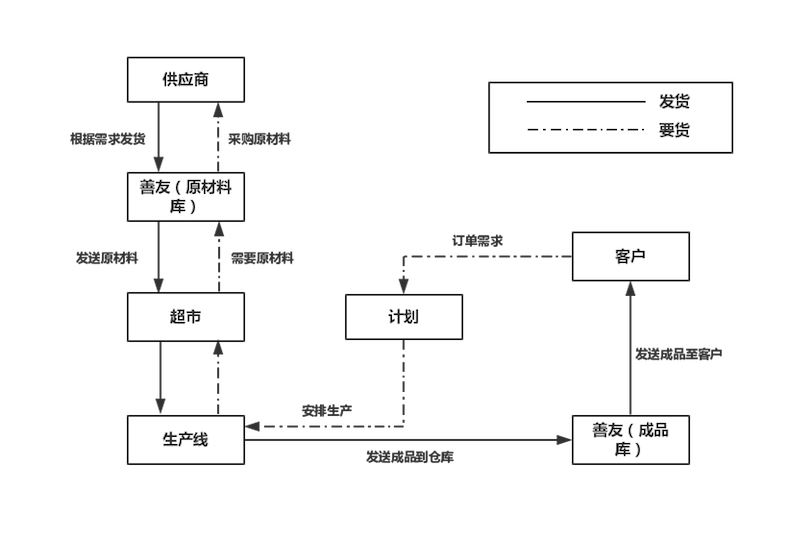 供应商
发货
要货
根据需求发货
采购原材料
善友（原材料
库）
发送原材料
需要原材料
订单需求
客户
超市
计划
发送成品至客户
安排生产
生产线
善友（成品
库）
发送成品到仓库